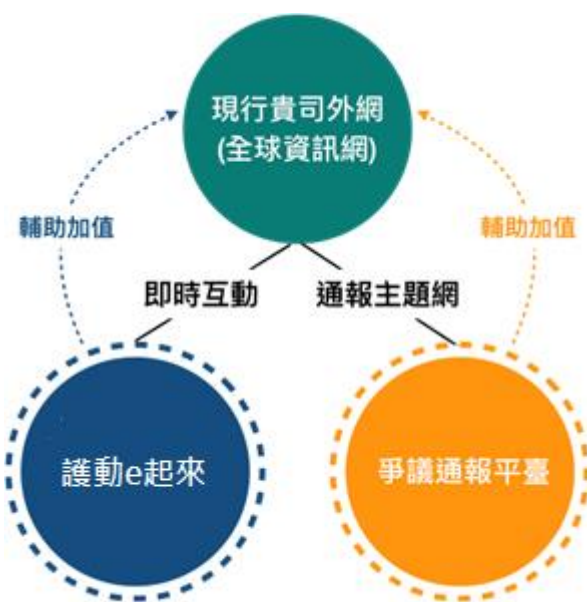 現行貴司外網
(全球資訊網)
輔助加值
輔助加值
即時互動
通報主題網
護動e起來
爭議通報平臺